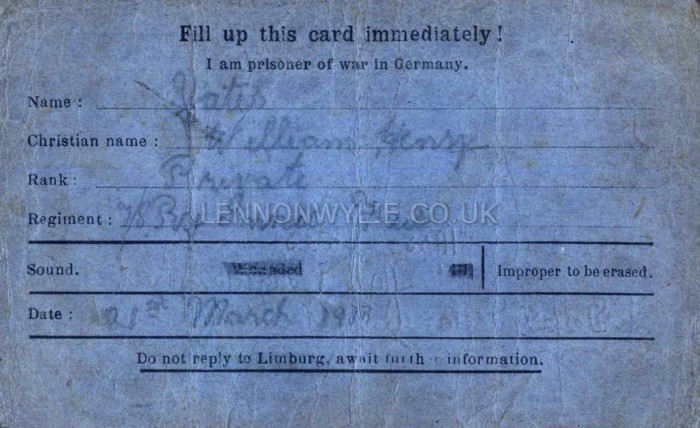 Fill up this card immediately!
I am prisoner of war in Germany.
Name: Yates
Christian name: William Henry
Rank: Private
Regiment:
LENNONWYLIE.CO.UK
Sound. Wounded Ill Improper to be erased.
Date: 21st March 1918
Do not reply to Limburg, await further information.